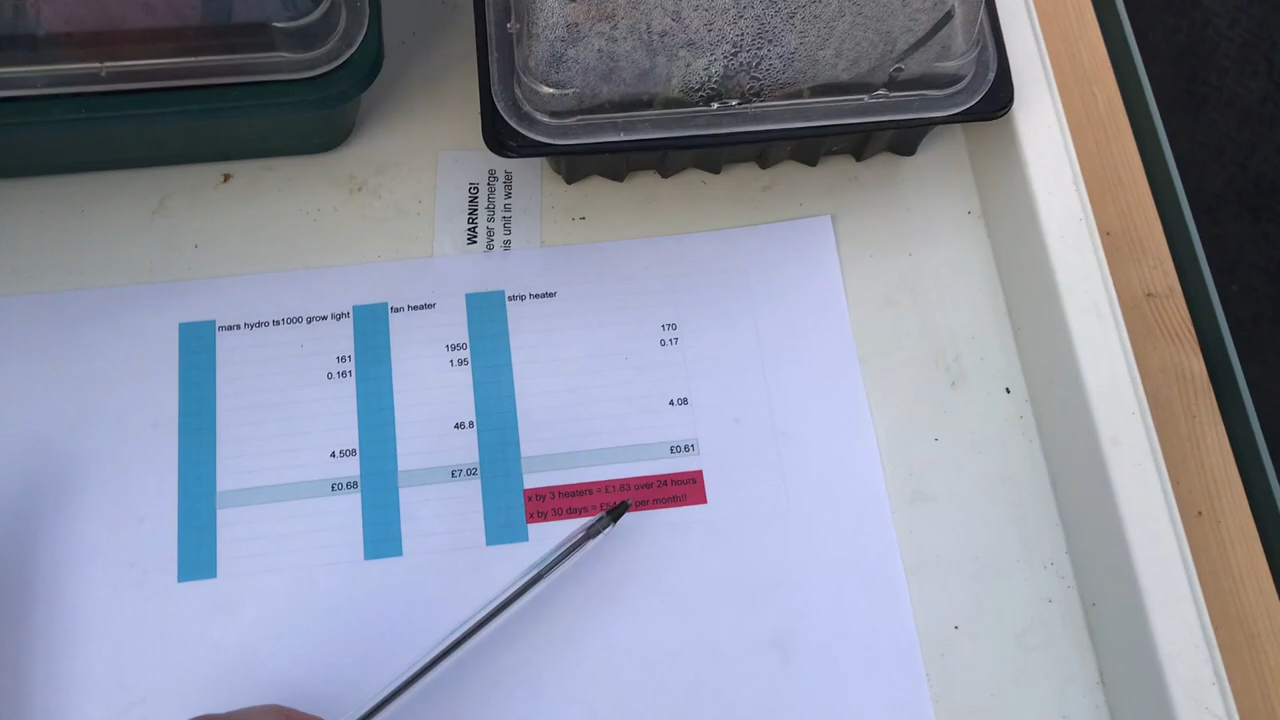 WARNING!
ever submerge
is unit in water
mars hydro ts1000 grow light
fan heater
strip heater
161
1950
170
0.161
1.95
0.17
4.508
46.8
4.08
£0.68
£7.02
£0.61
x by 3 heaters = £1.83 over 24 hours
x by 30 days = per month!!